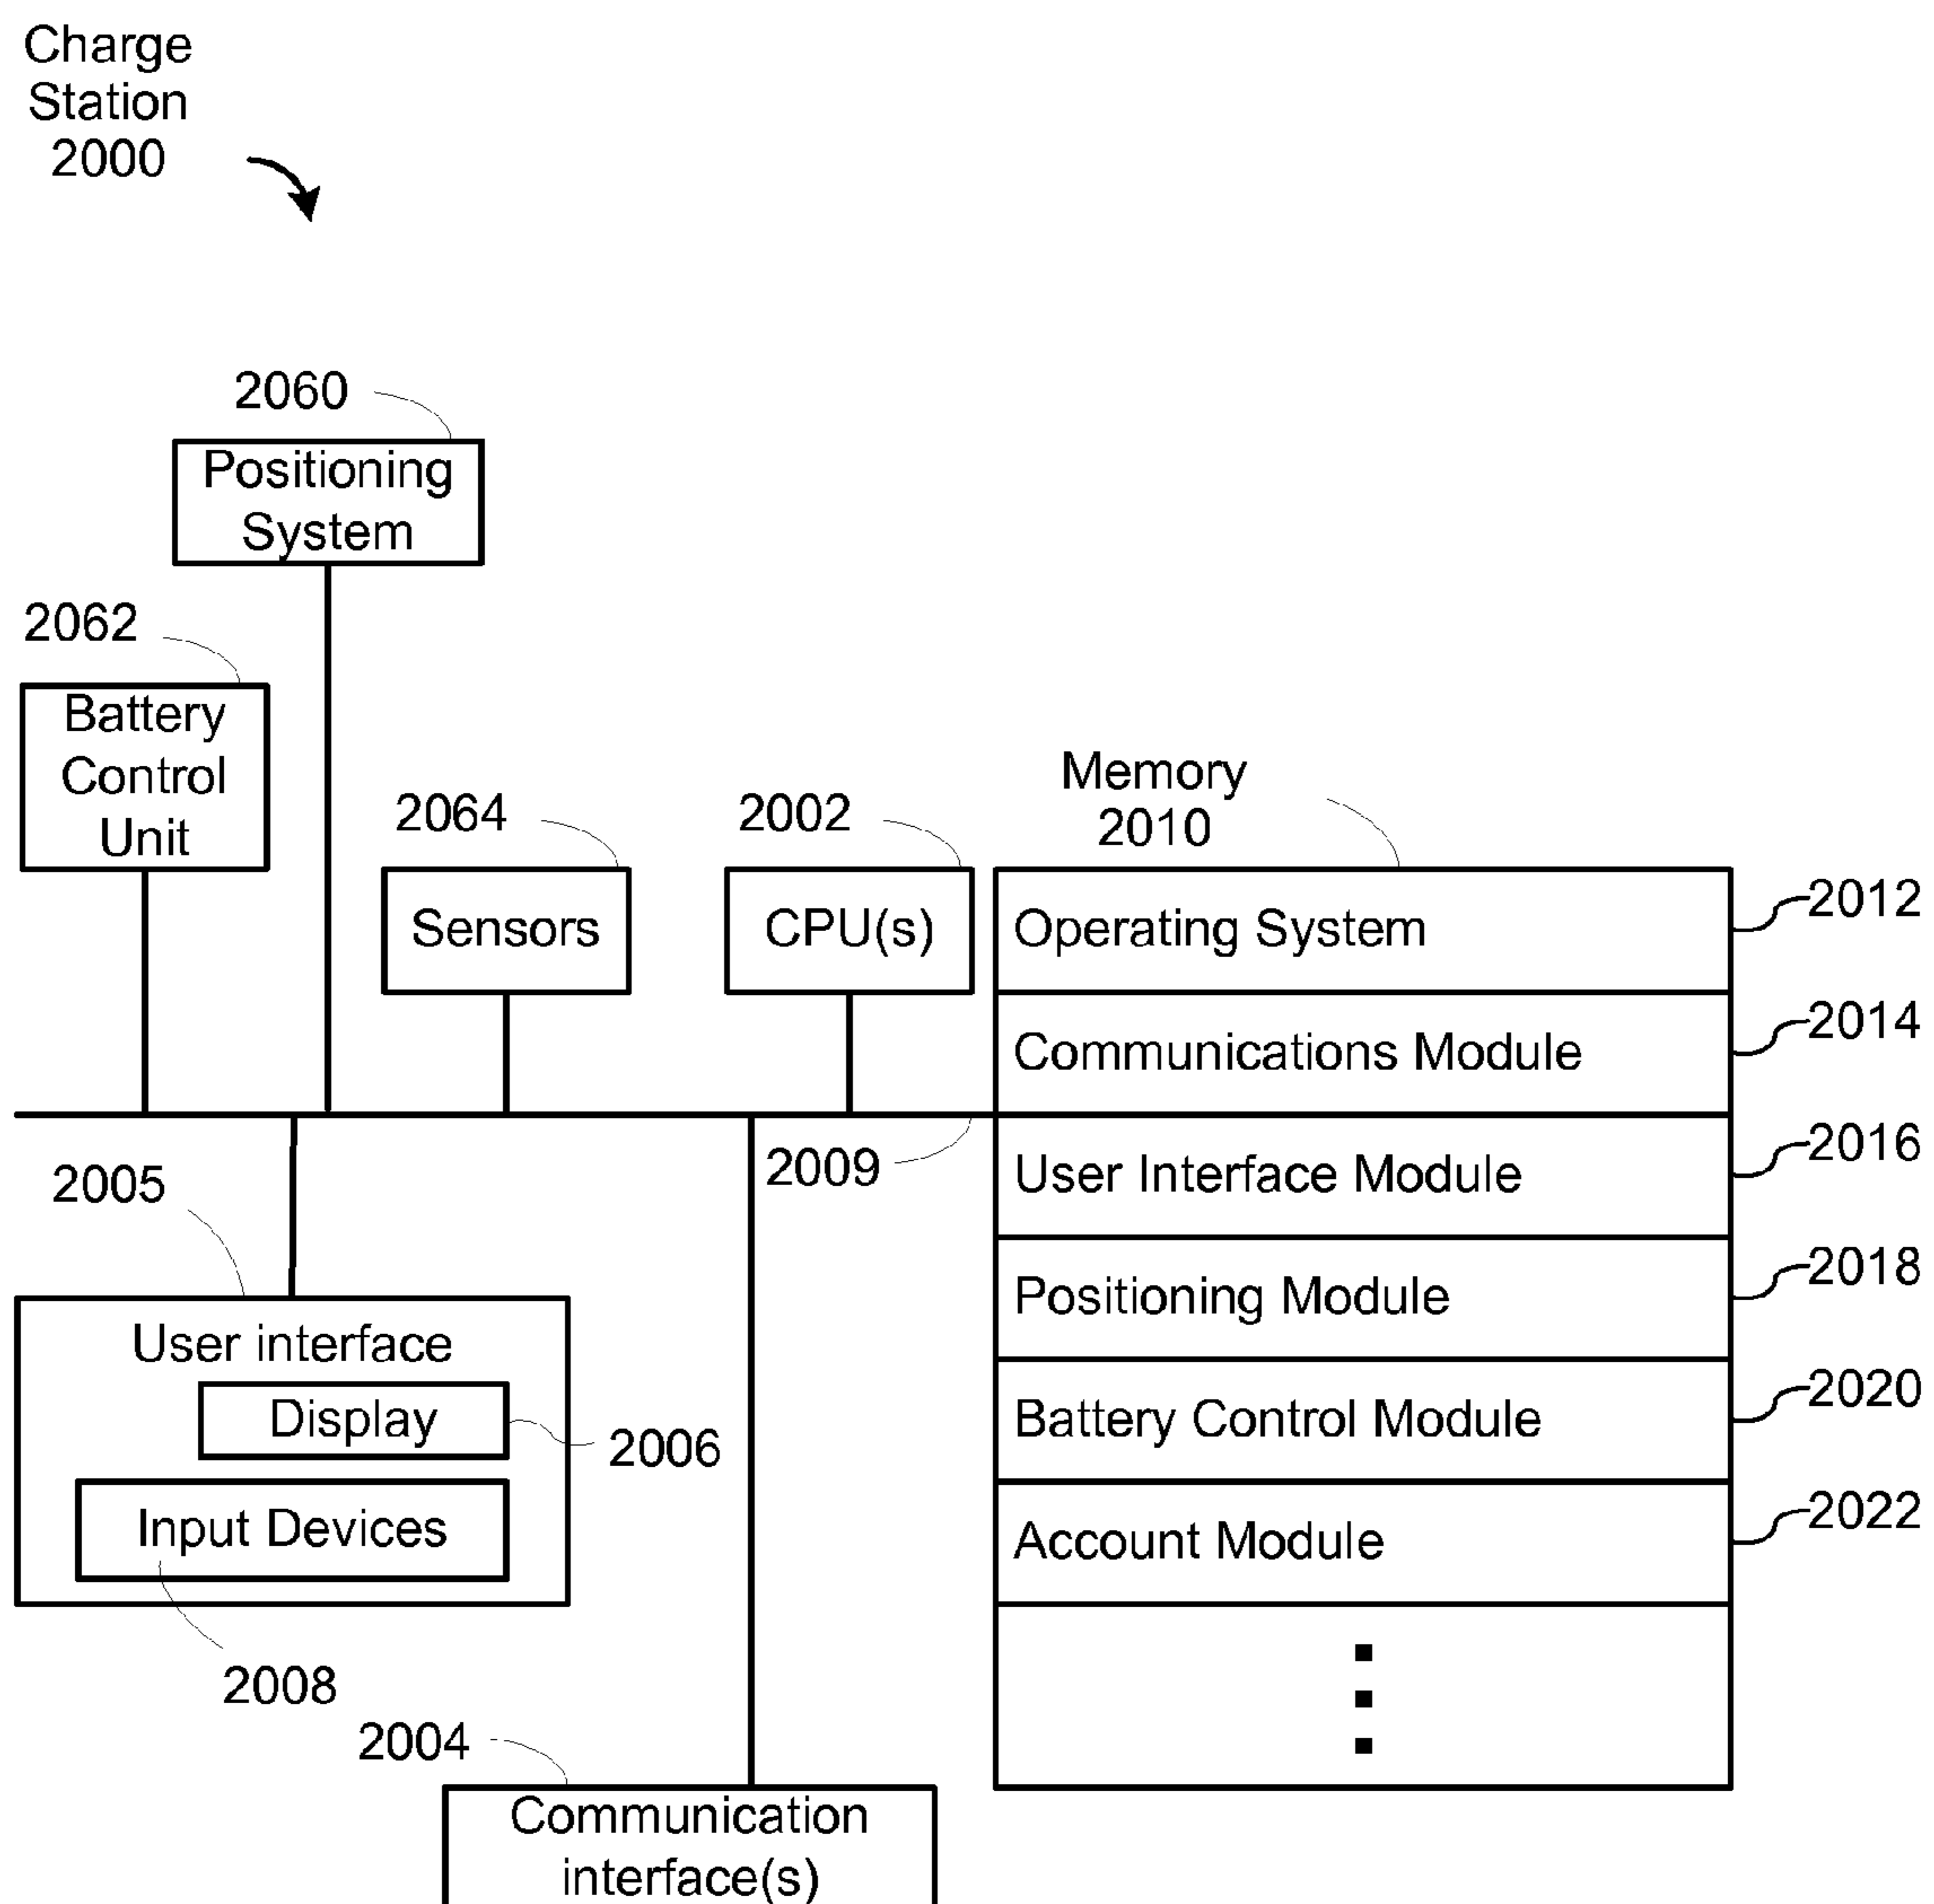 Charge
Station
2000
2060
Positioning
System
2062
Battery
Control
Unit
2064
Sensors
2002
CPU(s)
Memory
2010
Operating System
2012
Communications Module
2014
2009
User Interface Module
2016
Positioning Module
2018
Battery Control Module
2020
Account Module
2022
2005
User interface
Display
2006
Input Devices
2008
2004
Communication
interface(s)